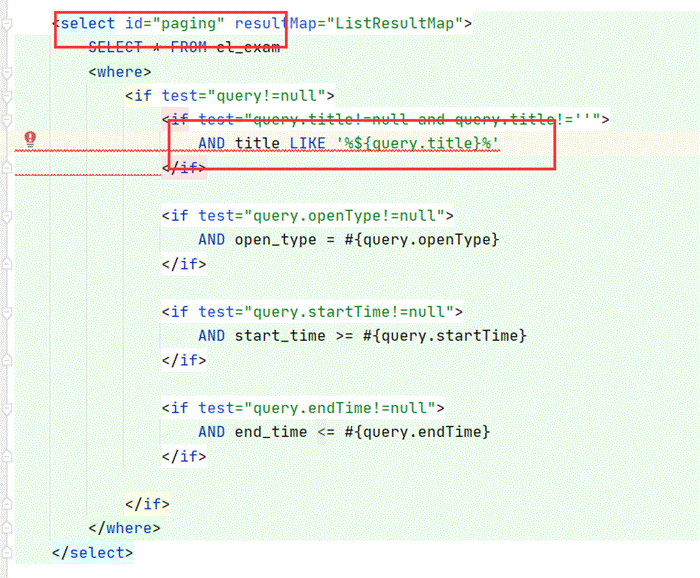 <select id="paging" resultMap="ListResultMap">
SELECT * FROM el_exam
<where>
<if test="query!=null">
<if test="query.title!=null and query.title!=''">
AND title LIKE '%${query.title}%'
</if>
<if test="query.openType!=null">
AND open_type = #{query.openType}
</if>
<if test="query.startTime!=null">
AND start_time >= #{query.startTime}
</if>
<if test="query.endTime!=null">
AND end_time <= #{query.endTime}
</if>
</if>
</where>
</select>